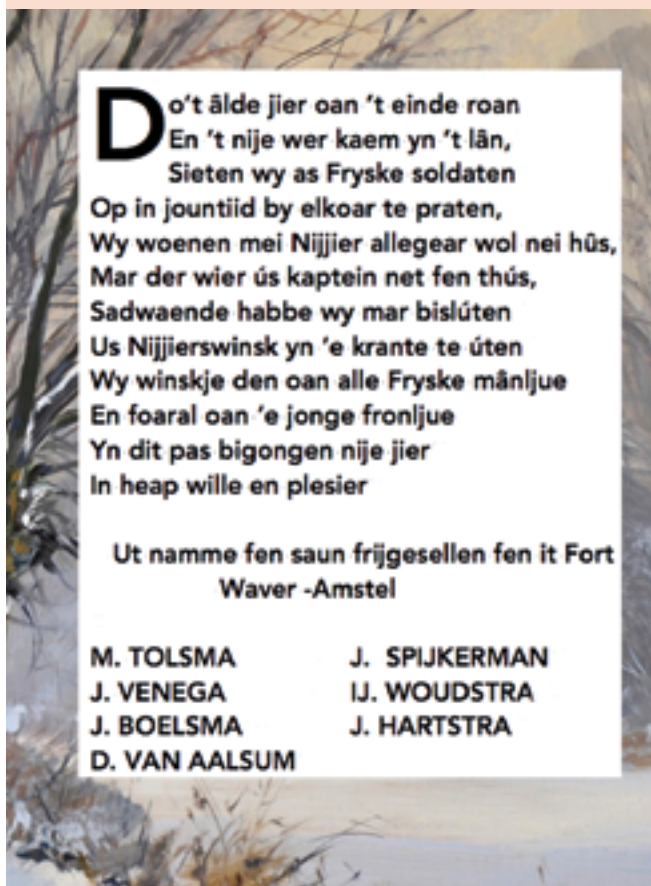 Do't âlde jier oan 't einde roan
En 't nije wer kaem yn 't lân,
Sieten wy as Fryske soldaten
Op in jountiid by elkoar te praten,
Wy woenen mei Nijjier allegear wol nei hûs,
Mar der wier ús kaptein net fen thús,
Sadwaende habbe wy mar bislúten
Us Nijjierswinsk yn 'e krante te úten
Wy winskje den oan alle Fryske mânljue
En foaral oan 'e jonge fronljue
Yn dit pas bigongen nije jier
In heap wille en plesier
Ut namme fen saun frijgesellen fen it Fort
Waver -Amstel
M. TOLSMA J. SPIJKERMAN
J. VENEGA IJ. WOUDSTRA
J. BOELSMA J. HARTSTRA
D. VAN AALSUM